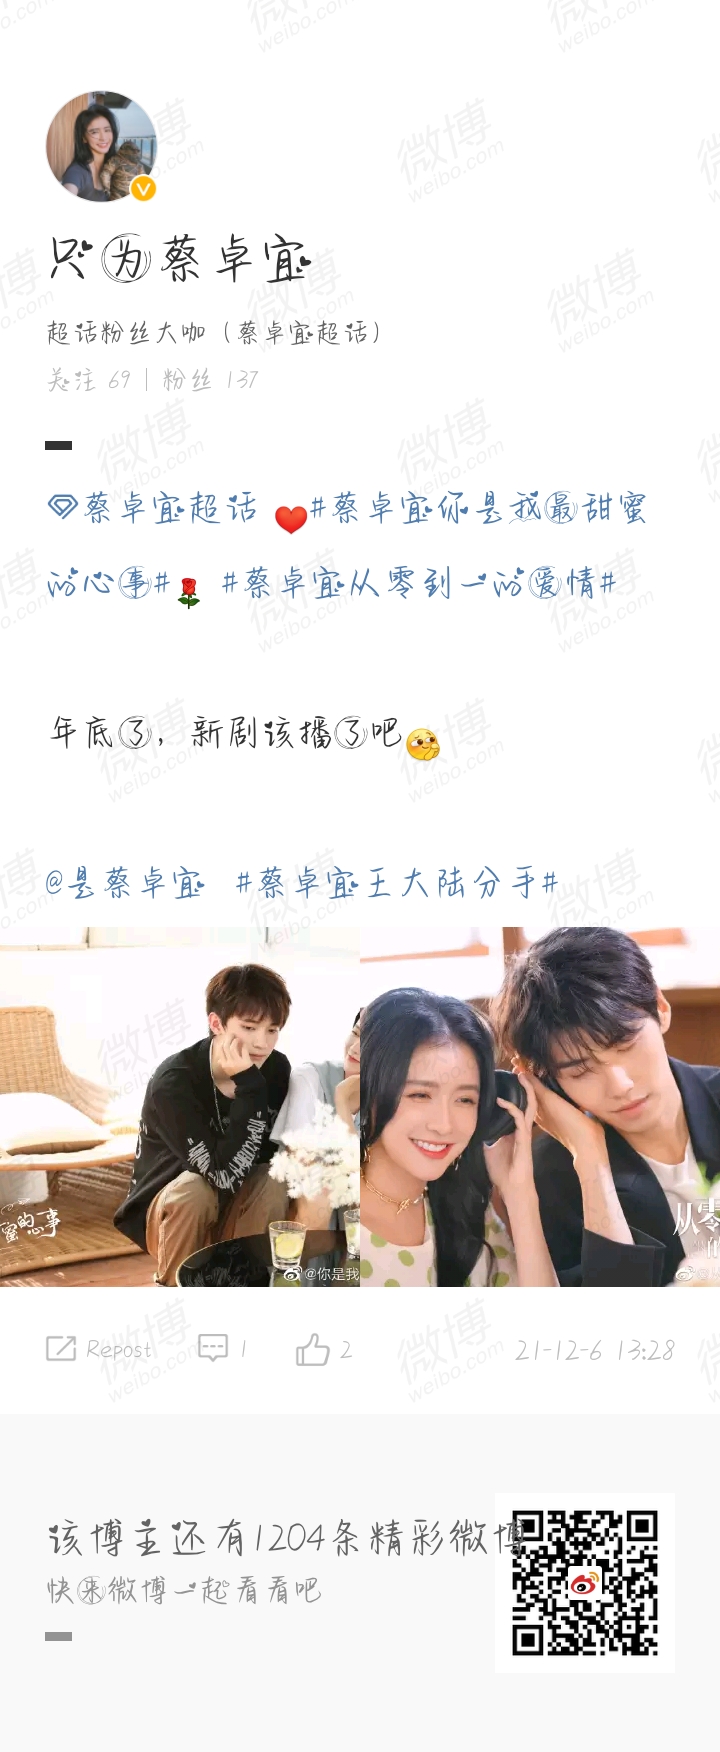 只为蔡卓宜
超话粉丝大咖（蔡卓宜超话）
关注 69 | 粉丝 137
蔡卓宜超话 #蔡卓宜你是我最甜蜜
的心事# #蔡卓宜从零到一的爱情#
年底了，新剧该播了吧
@是蔡卓宜 #蔡卓宜王大陆分手#
蜜的心事
@你是我
从零
Repost 1 2 21-12-6 13:28
该博主还有1204条精彩微博
快来微博一起看看吧
微博
weibo.com